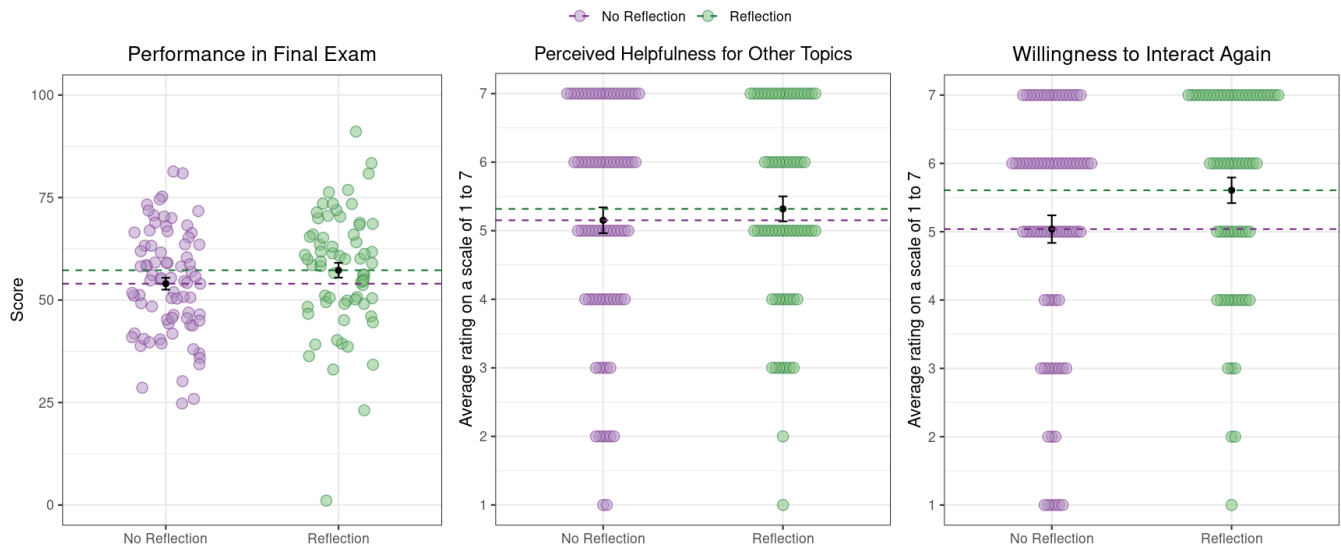 No Reflection Reflection
Performance in Final Exam
Score
100
75
50
25
0
No Reflection Reflection
Perceived Helpfulness for Other Topics
Average rating on a scale of 1 to 7
7
6
5
4
3
2
1
No Reflection Reflection
Willingness to Interact Again
Average rating on a scale of 1 to 7
7
6
5
4
3
2
1
No Reflection Reflection